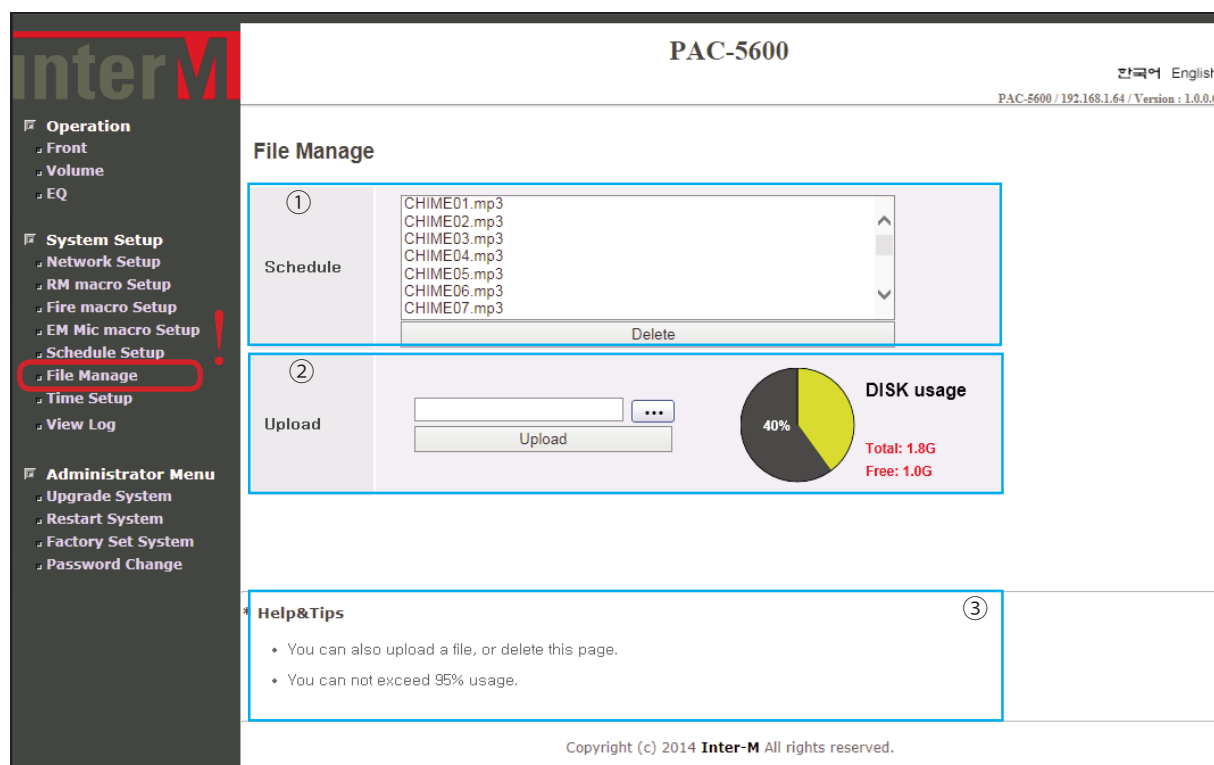 inter M
PAC-5600
한국어 English
PAC-5600 / 192.168.1.64 / Version : 1.0.0.
Operation
Front
Volume
EQ
System Setup
Network Setup
RM macro Setup
Fire macro Setup
EM Mic macro Setup
Schedule Setup
File Manage
Time Setup
View Log
Administrator Menu
Upgrade System
Restart System
Factory Set System
Password Change
!
File Manage
①
Schedule
CHIME01.mp3
CHIME02.mp3
CHIME03.mp3
CHIME04.mp3
CHIME05.mp3
CHIME06.mp3
CHIME07.mp3
Delete
②
Upload
...
Upload
40%
DISK usage
Total: 1.8G
Free: 1.0G
③
* Help&Tips
• You can also upload a file, or delete this page.
• You can not exceed 95% usage.
Copyright (c) 2014 Inter-M All rights reserved.